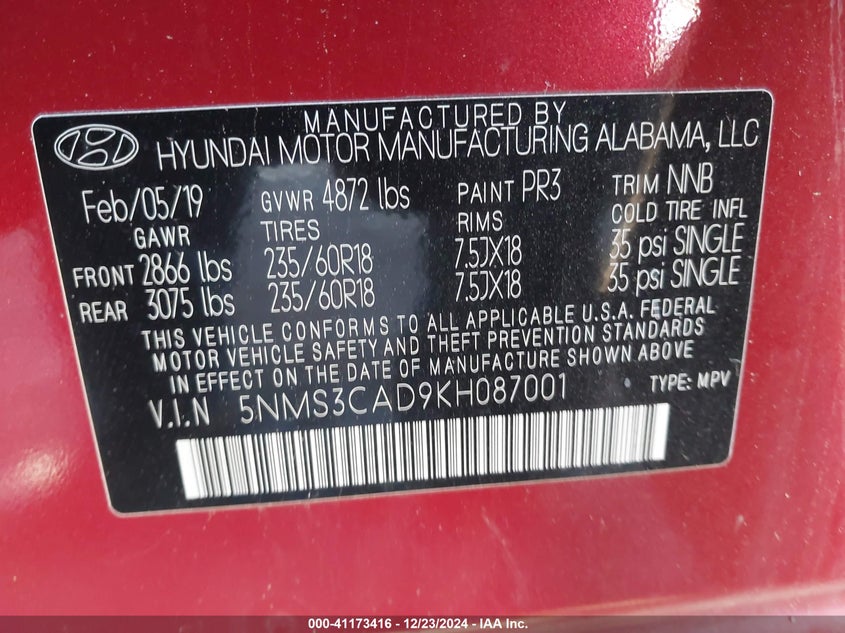 MANUFACTURED BY
HYUNDAI MOTOR MANUFACTURING ALABAMA, LLC
Feb/05/19 GVWR 4872 lbs PAINT PR3 TRIM NNB
GAWR TIRES RIMS COLD TIRE INFL
FRONT 2866 lbs 235/60R18 7.5JX18 35 psi SINGLE
REAR 3075 lbs 235/60R18 7.5JX18 35 psi SINGLE
THIS VEHICLE CONFORMS TO ALL APPLICABLE U.S.A. FEDERAL
MOTOR VEHICLE SAFETY AND THEFT PREVENTION STANDARDS
IN EFFECT ON THE DATE OF MANUFACTURE SHOWN ABOVE
V.I.N 5NMS3CAD9KH087001 TYPE: MPV
000-41173416 - 12/23/2024 - IAA Inc.